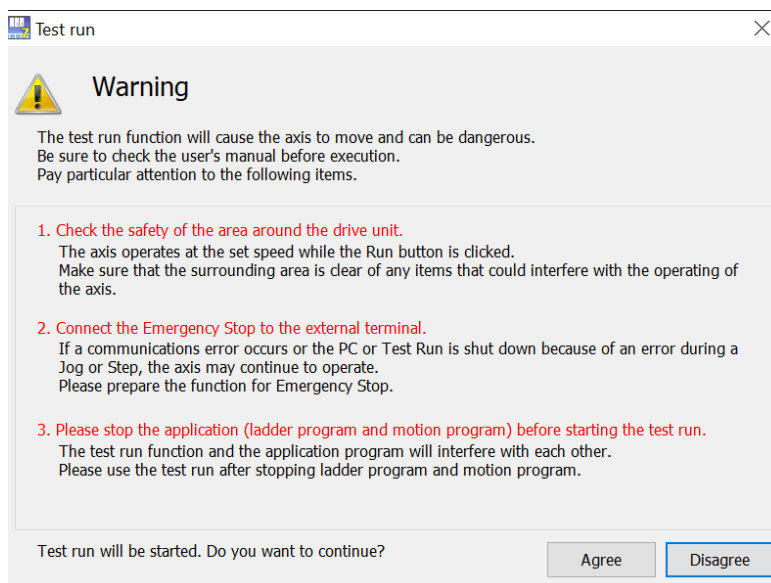 Test run
Warning
The test run function will cause the axis to move and can be dangerous.
Be sure to check the user's manual before execution.
Pay particular attention to the following items.
1. Check the safety of the area around the drive unit.
The axis operates at the set speed while the Run button is clicked.
Make sure that the surrounding area is clear of any items that could interfere with the operating of
the axis.
2. Connect the Emergency Stop to the external terminal.
If a communications error occurs or the PC or Test Run is shut down because of an error during a
Jog or Step, the axis may continue to operate.
Please prepare the function for Emergency Stop.
3. Please stop the application (ladder program and motion program) before starting the test run.
The test run function and the application program will interfere with each other.
Please use the test run after stopping ladder program and motion program.
Test run will be started. Do you want to continue?
Agree
Disagree